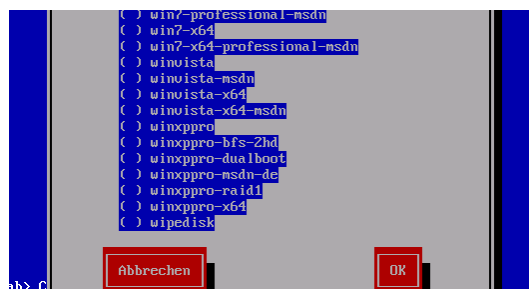 ( ) win7-professional-msdn
( ) win7-x64
( ) win7-x64-professional-msdn
( ) winvista
( ) winvista-msdn
( ) winvista-x64
( ) winvista-x64-msdn
( ) winxppro
( ) winxppro-bfs-2hd
( ) winxppro-dualboot
( ) winxppro-msdn-de
( ) winxppro-raid1
( ) winxppro-x64
( ) wipedisk
Abbrechen OK
ab> C